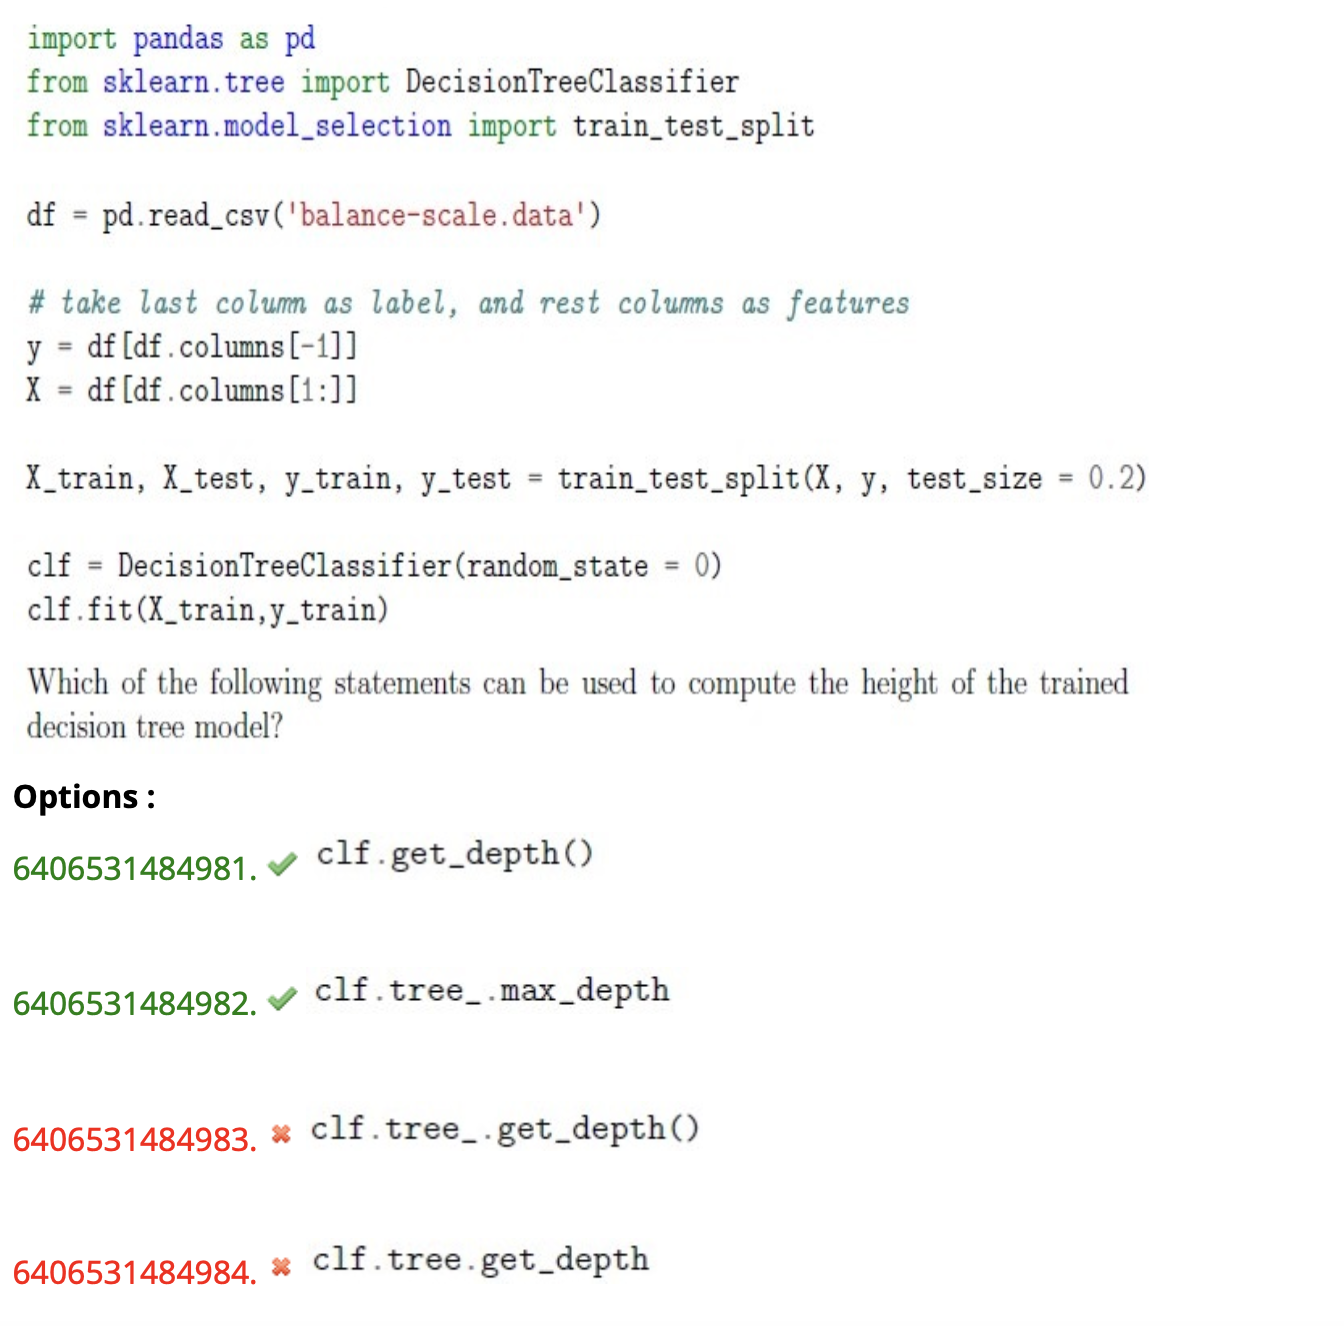 import pandas as pd
from sklearn.tree import DecisionTreeClassifier
from sklearn.model_selection import train_test_split
df = pd.read_csv('balance-scale.data')
# take last column as label, and rest columns as features
y = df[df.columns[-1]]
X = df[df.columns[1:]]
X_train, X_test, y_train, y_test = train_test_split(X, y, test_size = 0.2)
clf = DecisionTreeClassifier(random_state = 0)
clf.fit(X_train,y_train)
Which of the following statements can be used to compute the height of the trained
decision tree model?
Options :
6406531484981. ✔ clf.get_depth()
6406531484982. ✔ clf.tree_.max_depth
6406531484983. ✖ clf.tree_.get_depth()
6406531484984. ✖ clf.tree.get_depth